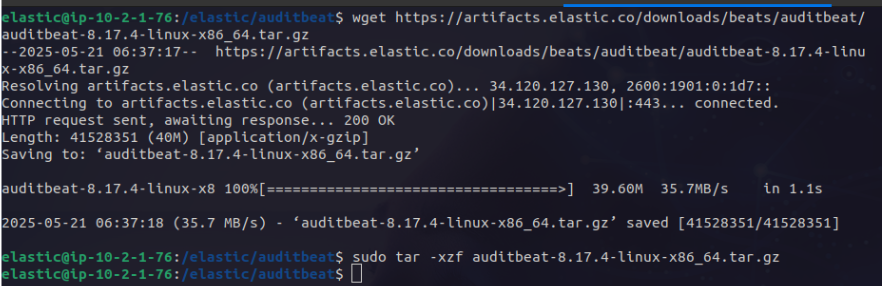 elastic@ip-10-2-1-76:/elastic/auditbeat$ wget https://artifacts.elastic.co/downloads/beats/auditbeat/
auditbeat-8.17.4-linux-x86_64.tar.gz
--2025-05-21 06:37:17--  https://artifacts.elastic.co/downloads/beats/auditbeat/auditbeat-8.17.4-linu
x-x86_64.tar.gz
Resolving artifacts.elastic.co (artifacts.elastic.co)... 34.120.127.130, 2600:1901:0:1d7::
Connecting to artifacts.elastic.co (artifacts.elastic.co)|34.120.127.130|:443... connected.
HTTP request sent, awaiting response... 200 OK
Length: 41528351 (40M) [application/x-gzip]
Saving to: ‘auditbeat-8.17.4-linux-x86_64.tar.gz’
auditbeat-8.17.4-linux-x8 100%[===================================>]  39.60M  35.7MB/s    in 1.1s
2025-05-21 06:37:18 (35.7 MB/s) - ‘auditbeat-8.17.4-linux-x86_64.tar.gz’ saved [41528351/41528351]
elastic@ip-10-2-1-76:/elastic/auditbeat$ sudo tar -xzf auditbeat-8.17.4-linux-x86_64.tar.gz
elastic@ip-10-2-1-76:/elastic/auditbeat$